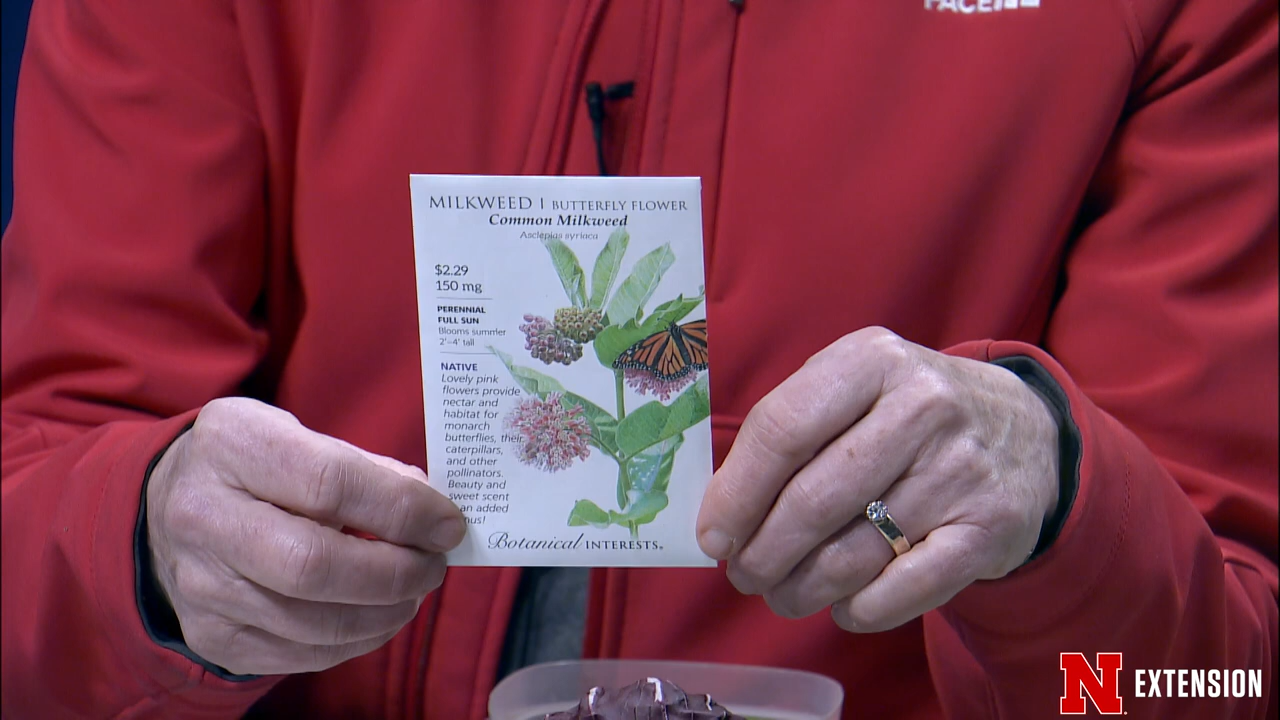 MILKWEED | BUTTERFLY FLOWER
Common Milkweed
Asclepias syriaca
$2.29
150 mg
PERENNIAL
FULL SUN
Blooms summer
2'–4' tall
NATIVE
Lovely pink
flowers provide
nectar and
habitat for
monarch
butterflies, their
caterpillars,
and other
pollinators.
Beauty and
sweet scent
an added
Botanical INTERESTS®
N EXTENSION